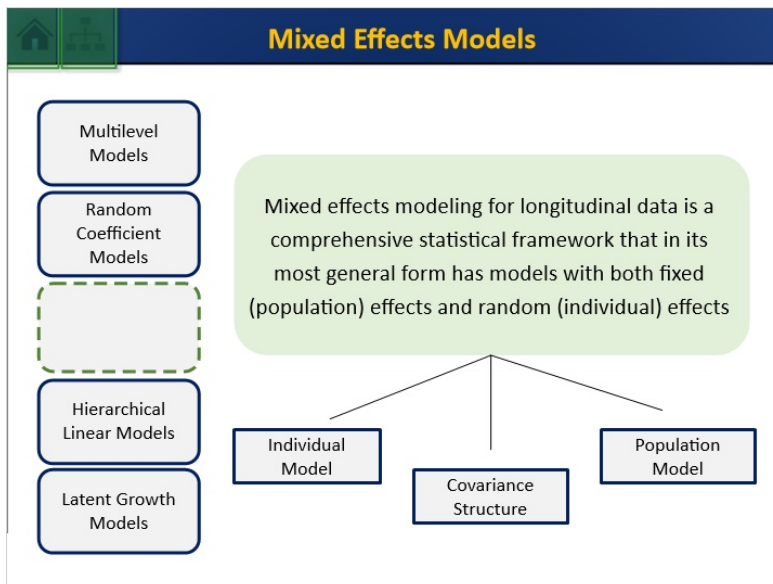 Mixed Effects Models
Multilevel
Models
Random
Coefficient
Models
Hierarchical
Linear Models
Latent Growth
Models
Mixed effects modeling for longitudinal data is a
comprehensive statistical framework that in its
most general form has models with both fixed
(population) effects and random (individual) effects
Individual
Model
Covariance
Structure
Population
Model